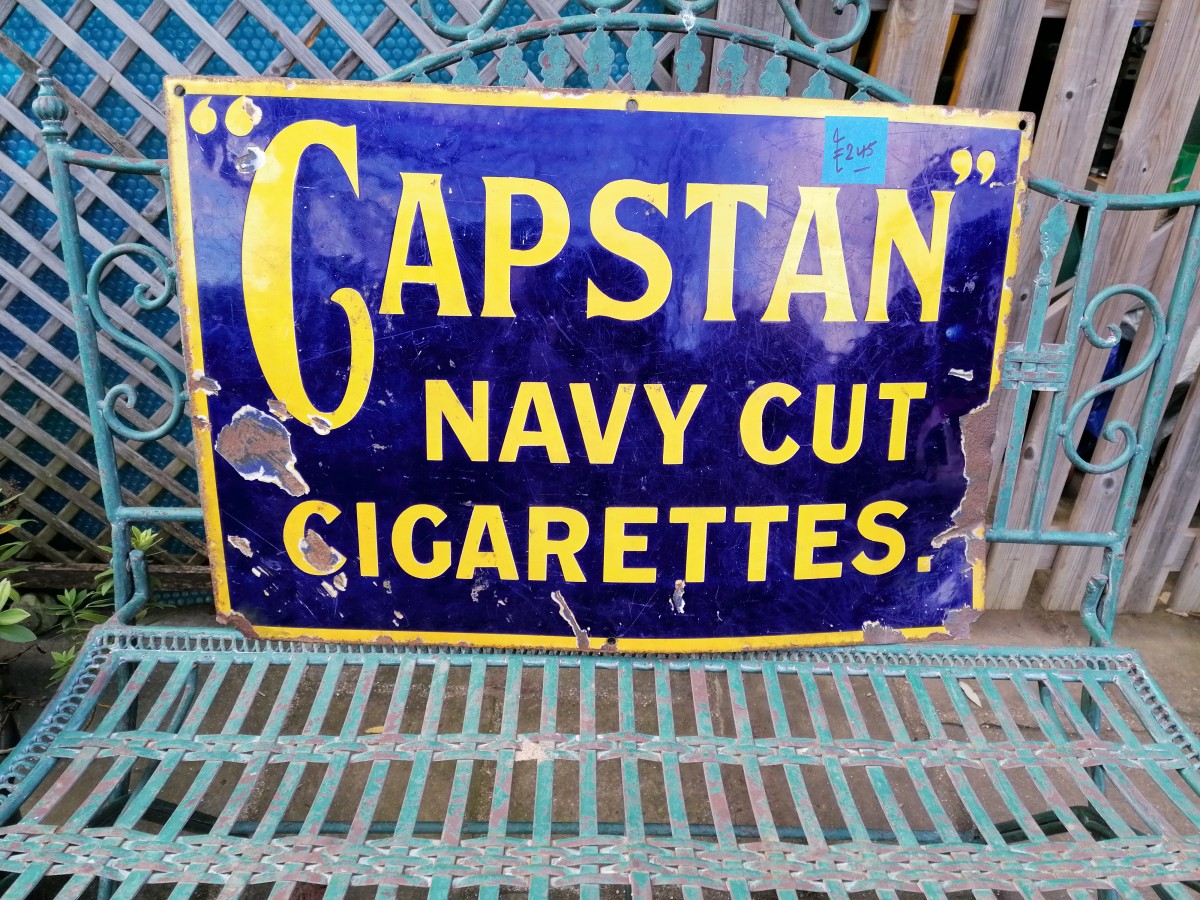 £245
“CAPSTAN”
NAVY CUT
CIGARETTES.